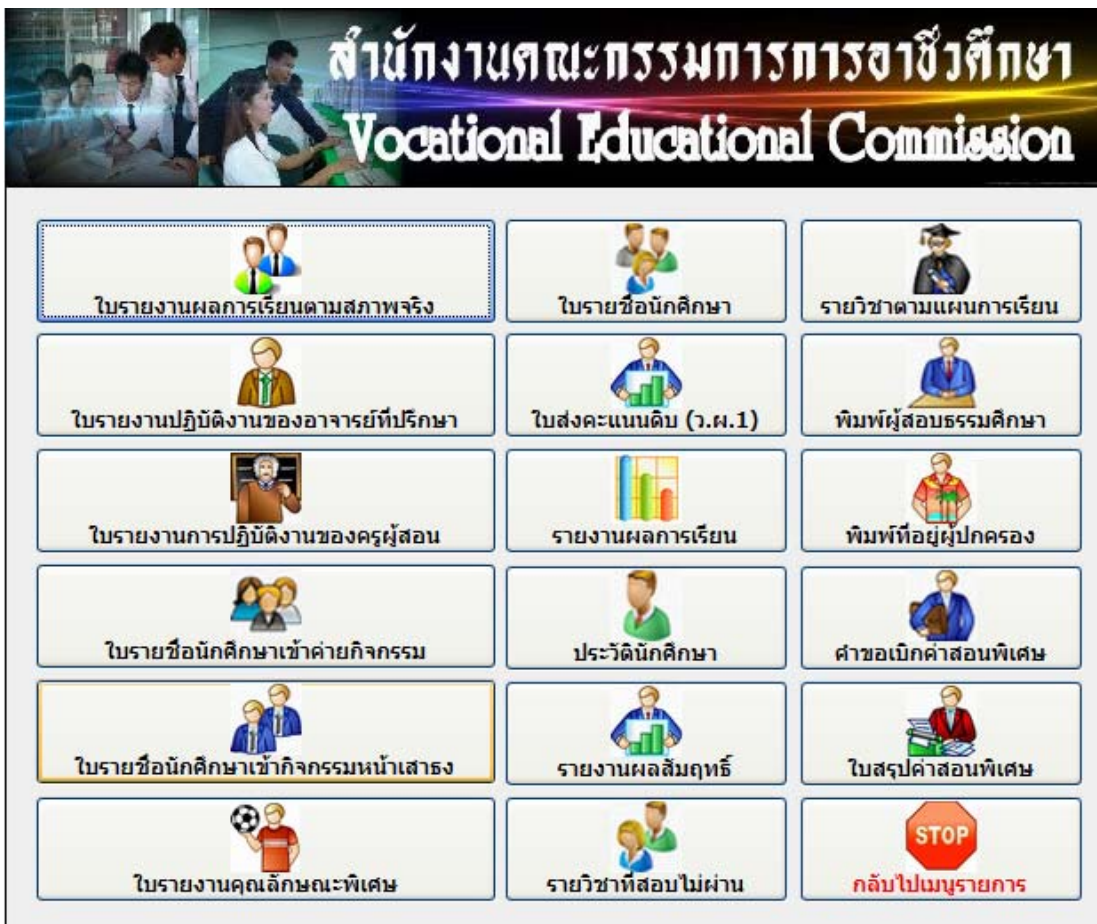 สำนักงานคณะกรรมการการอาชีวศึกษา
Vocational Educational Commission
ใบรายงานผลการเรียนตามสภาพจริง
ใบรายชื่อนักศึกษา
รายวิชาตามแผนการเรียน
ใบรายงานปฏิบัติงานของอาจารย์ที่ปรึกษา
ใบส่งคะแนนดิบ (ว.ผ.1)
พิมพ์ผู้สอบธรรมศึกษา
ใบรายงานการปฏิบัติงานของครูผู้สอน
รายงานผลการเรียน
พิมพ์ที่อยู่ผู้ปกครอง
ใบรายชื่อนักศึกษาเข้าค่ายกิจกรรม
ประวัตินักศึกษา
คำขอเบิกค่าสอนพิเศษ
ใบรายชื่อนักศึกษาเข้ากิจกรรมหน้าเสาธง
รายงานผลสัมฤทธิ์
ใบสรุปค่าสอนพิเศษ
ใบรายงานคุณลักษณะพิเศษ
รายวิชาที่สอบไม่ผ่าน
STOP
กลับไปเมนูรายการ